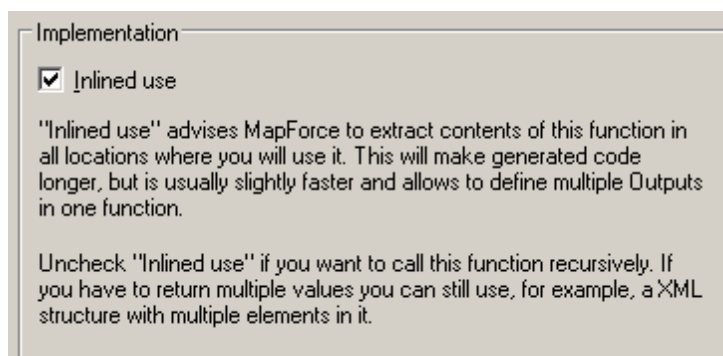 Implementation
Inlined use
"Inlined use" advises MapForce to extract contents of this function in
all locations where you will use it. This will make generated code
longer, but is usually slightly faster and allows to define multiple Outputs
in one function.
Uncheck "Inlined use" if you want to call this function recursively. If
you have to return multiple values you can still use, for example, a XML
structure with multiple elements in it.